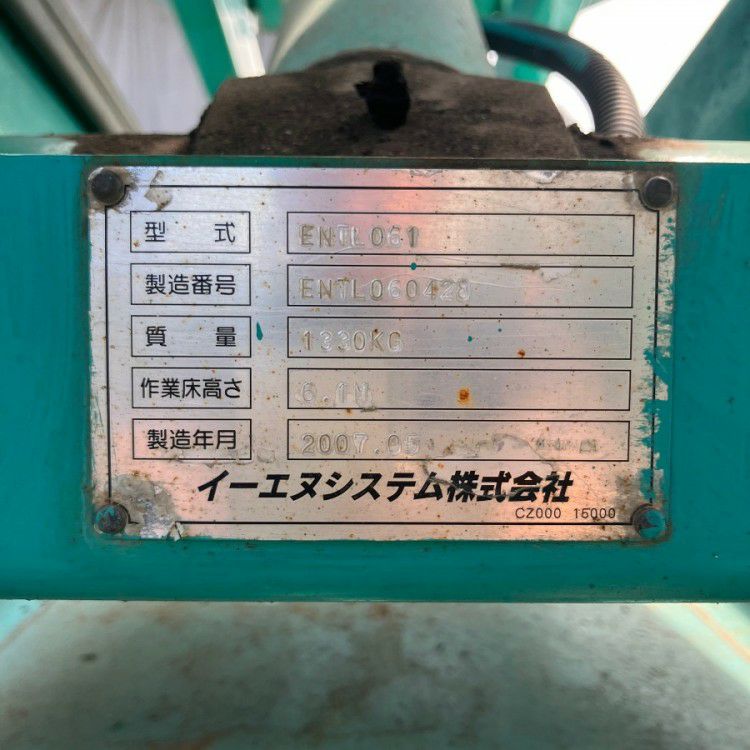 型式 ENTL061
製造番号 ENTL060428
質量 1330KG
作業床高さ 6.1M
製造年月 2007.05
イーエヌシステム株式会社
CZ000 15000